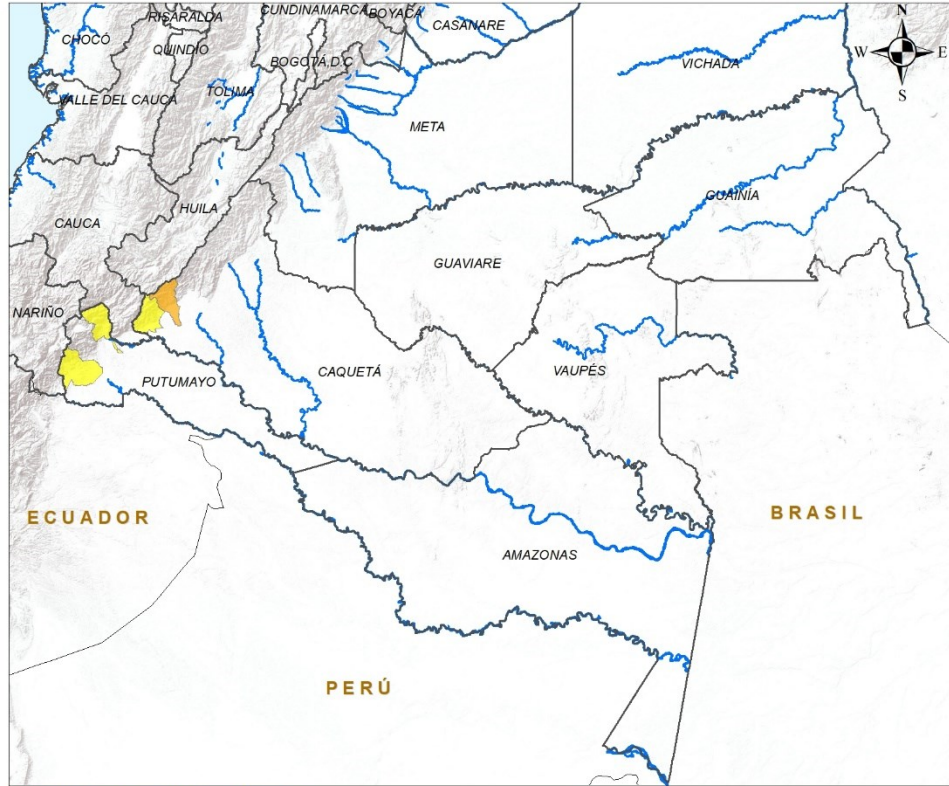 CUNDINAMARCA
BOYACÁ
RISARALDA
CASANARE
N
CHOCÓ
QUINDÍO
BOGOTÁ D.C
VICHADA
W
E
S
VALLE DEL CAUCA
TOLIMA
META
CAUCA
HUILA
GUAINÍA
GUAVIARE
NARIÑO
PUTUMAYO
CAQUETÁ
VAUPÉS
ECUADOR
BRASIL
AMAZONAS
PERÚ